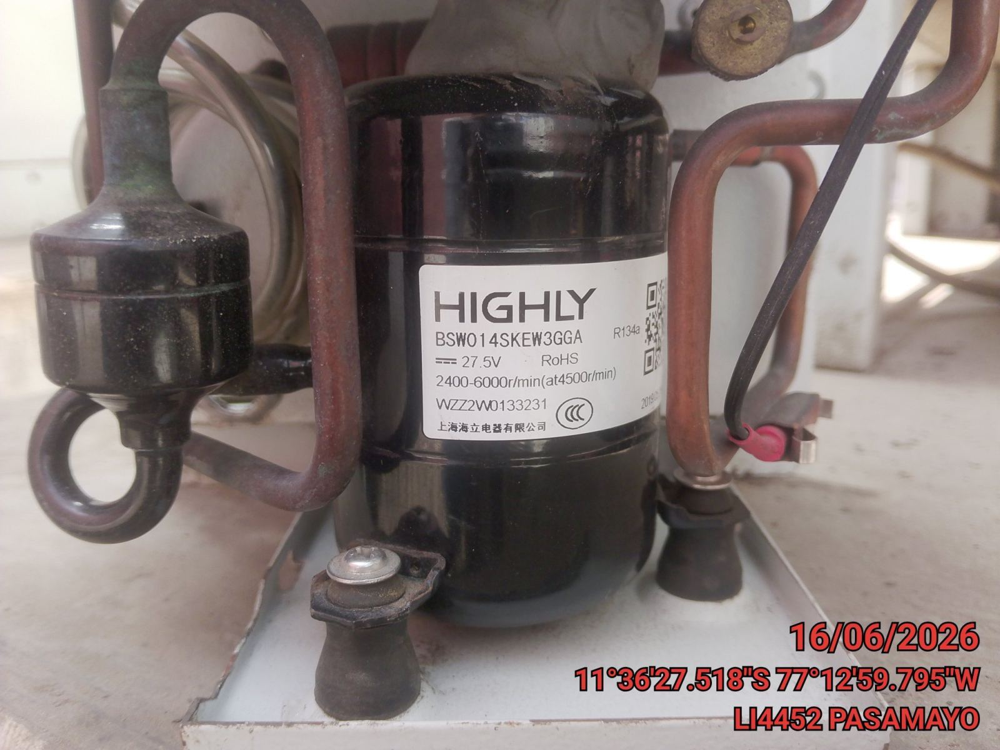 HIGHLY
BSW014SKEW3GGA R134a
27.5V RoHS
2400-6000r/min(at4500r/min)
WZZ2W0133231
上海海立电器有限公司
16/06/2026
11°36'27.518"S 77°12'59.795"W
LI4452 PASAMAYO